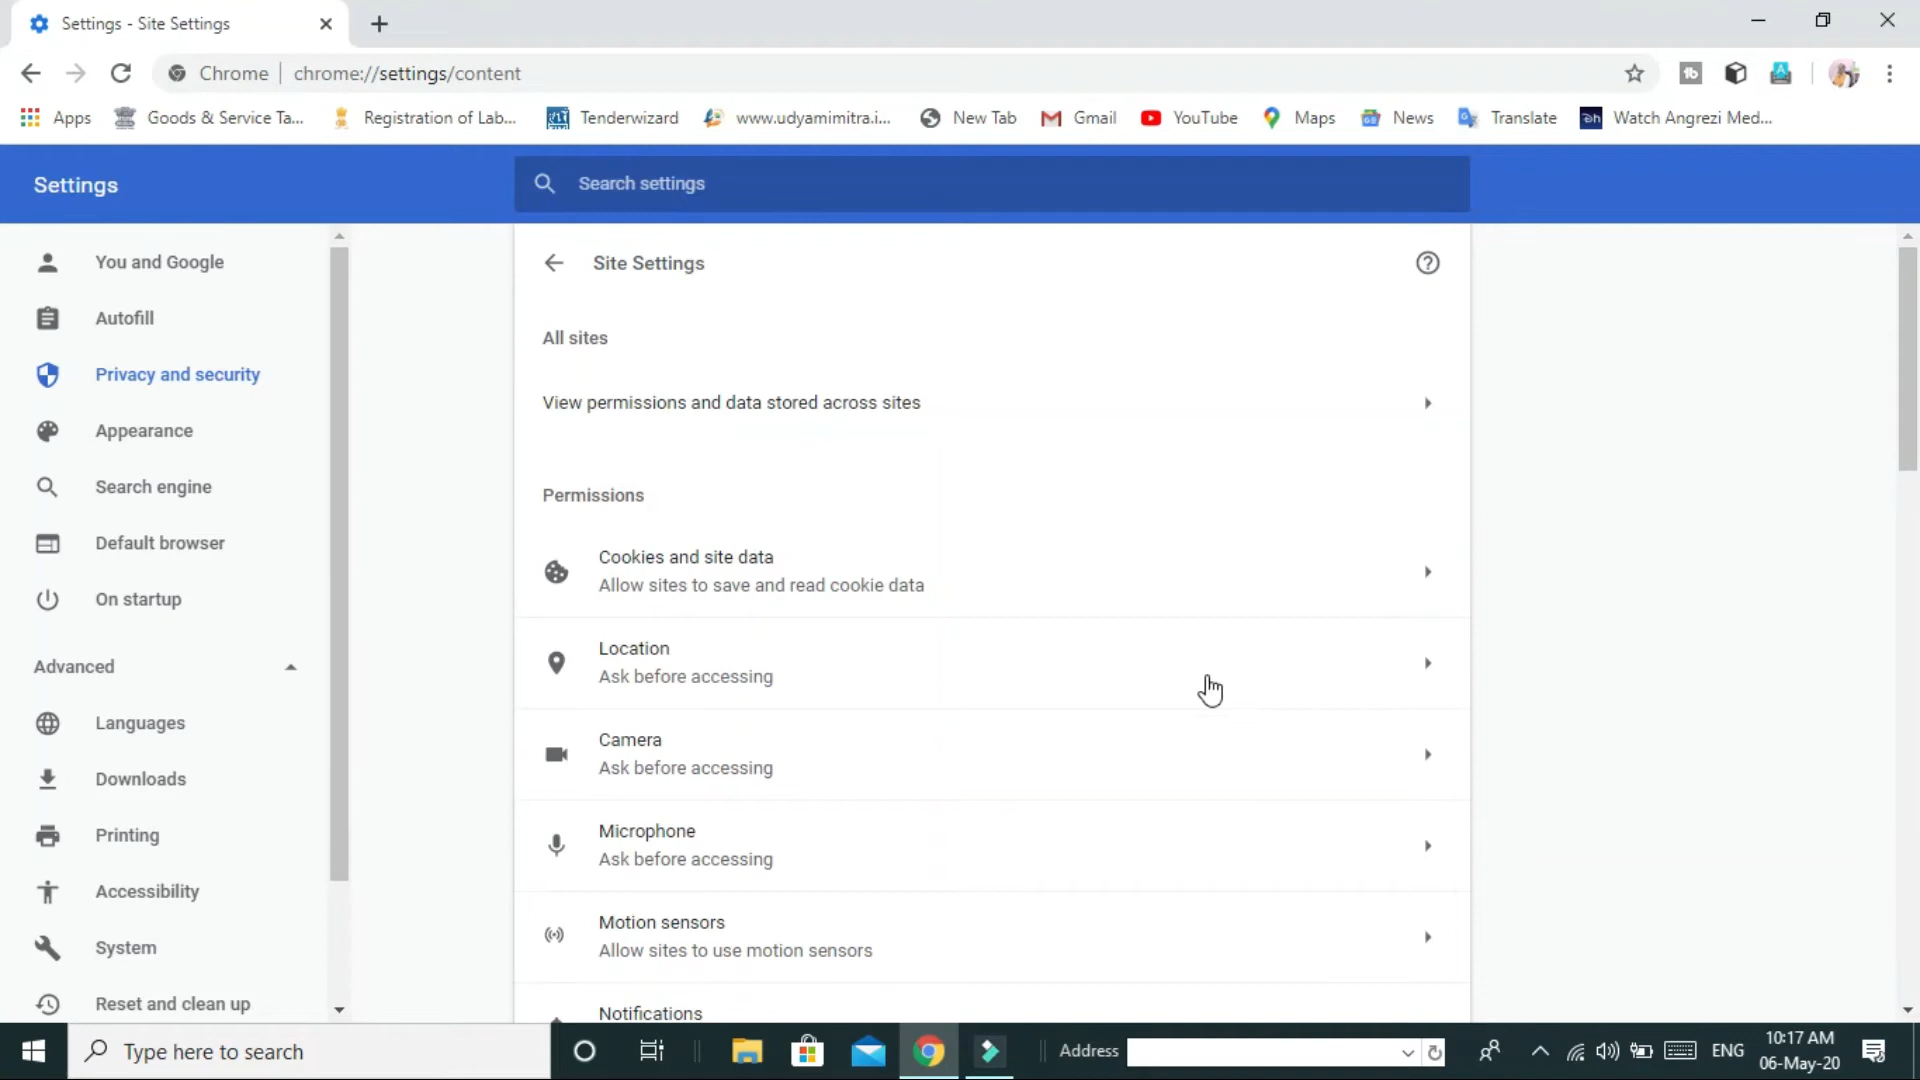 Settings - Site Settings
Chrome
chrome://settings/content
Apps
Goods & Service Ta...
Registration of Lab...
Tenderwizard
www.udyamimitra.i...
New Tab
Gmail
YouTube
Maps
News
Translate
Watch Angrezi Med...
Settings
Search settings
You and Google
Autofill
Privacy and security
Appearance
Search engine
Default browser
On startup
Advanced
Languages
Downloads
Printing
Accessibility
System
Reset and clean up
Site Settings
All sites
View permissions and data stored across sites
Permissions
Cookies and site data
Allow sites to save and read cookie data
Location
Ask before accessing
Camera
Ask before accessing
Microphone
Ask before accessing
Motion sensors
Allow sites to use motion sensors
Notifications
Type here to search
Address
ENG
10:17 AM
06-May-20